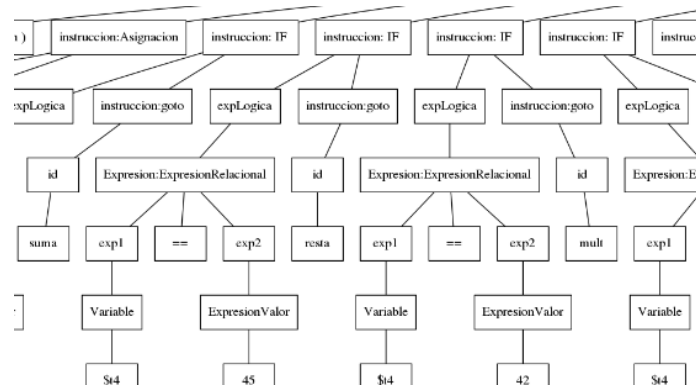 n )
instruccion:Asignacion
instruccion: IF
instruccion: IF
instruccion: IF
instruccion: IF
instruc
expLogica
instruccion:goto
expLogica
instruccion:goto
expLogica
instruccion:goto
expLogica
id
Expresion:ExpresionRelacional
id
Expresion:ExpresionRelacional
id
Expresion:E
suma
exp1
==
exp2
resta
exp1
==
exp2
mult
exp1
Variable
ExpresionValor
Variable
ExpresionValor
Variable
$t4
45
$t4
42
$t4